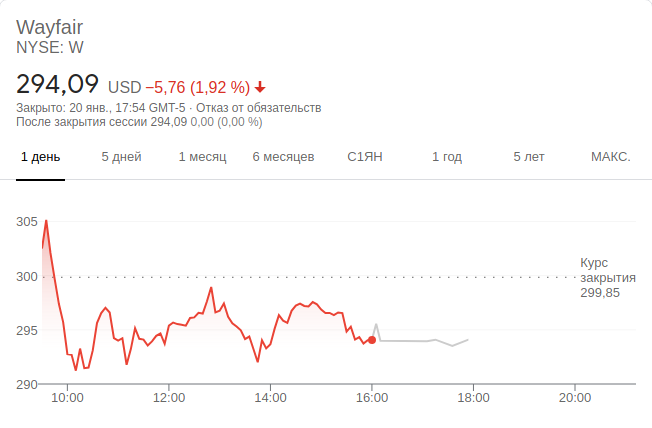 Wayfair
NYSE: W
294,09 USD −5,76 (1,92 %)
Закрыто: 20 янв., 17:54 GMT-5 · Отказ от обязательств
После закрытия сессии 294,09 0,00 (0,00 %)
1 день 5 дней 1 месяц 6 месяцев С1ЯН 1 год 5 лет МАКС.
305
300
295
290
Курс
закрытия
299,85
10:00 12:00 14:00 16:00 18:00 20:00